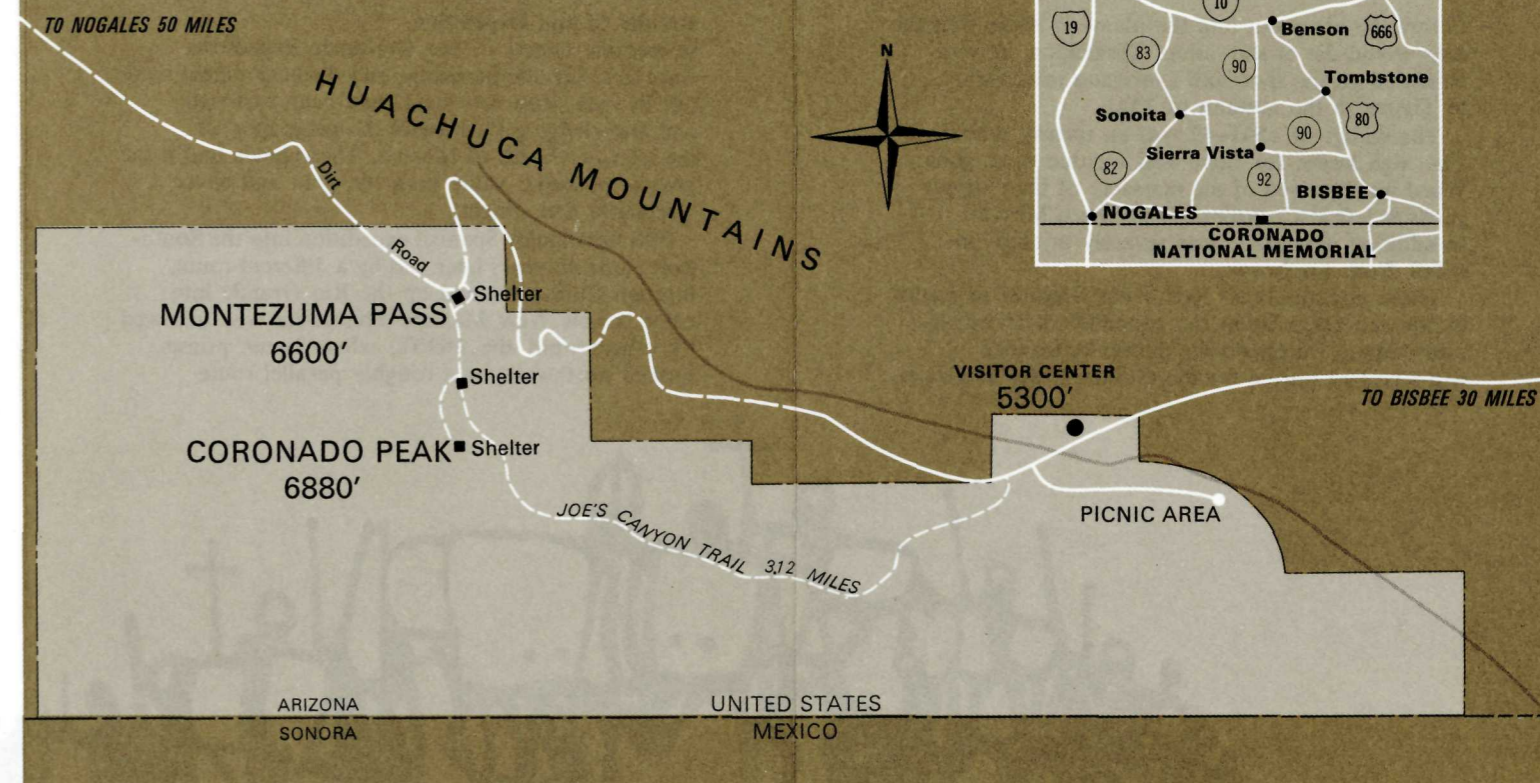 TO NOGALES 50 MILES
HUACHUCA MOUNTAINS
N
10
19
Benson
666
83
90
Tombstone
Sonoita
80
90
Sierra Vista
82
92
BISBEE
NOGALES
CORONADO
NATIONAL MEMORIAL
Dirt
Road
Shelter
MONTEZUMA PASS
6600′
Shelter
VISITOR CENTER
5300′
TO BISBEE 30 MILES
CORONADO PEAK
Shelter
6880′
JOE'S CANYON TRAIL 3.12 MILES
PICNIC AREA
ARIZONA
UNITED STATES
SONORA
MEXICO